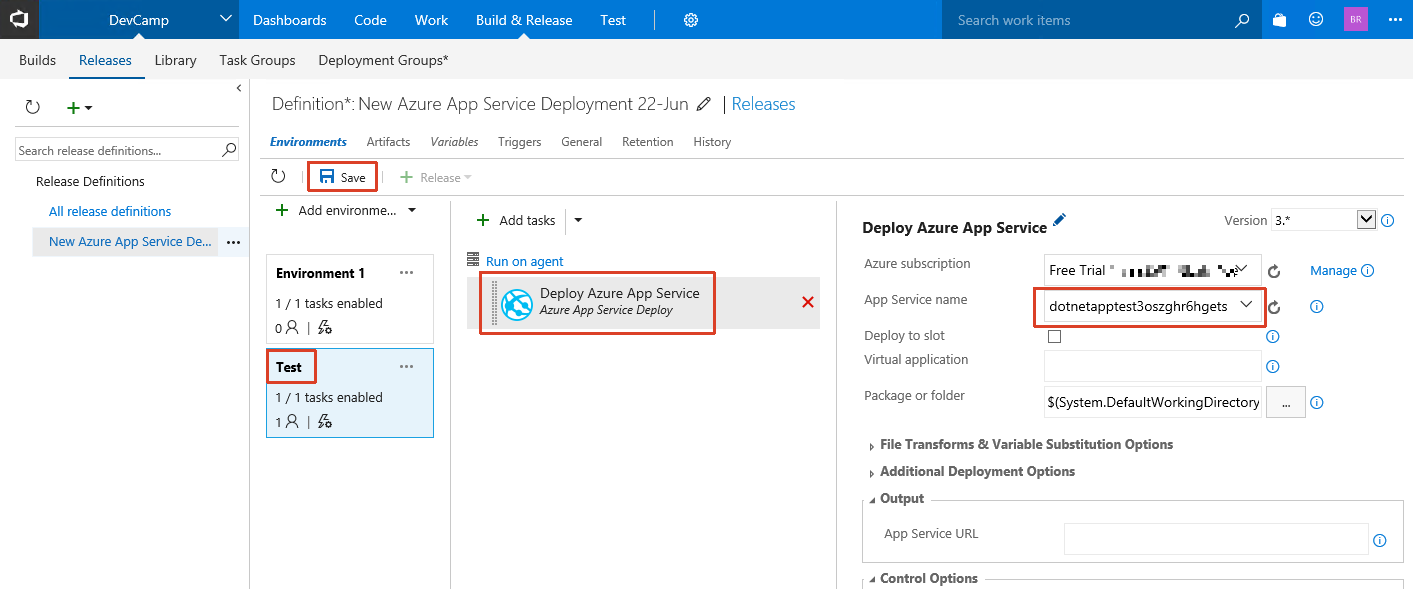 DevCamp Dashboards Code Work Build & Release Test Search work items BR
Builds Releases Library Task Groups Deployment Groups*
Definition*: New Azure App Service Deployment 22-Jun | Releases
Search release definitions...
Release Definitions
All release definitions
New Azure App Service De... ...
Environments Artifacts Variables Triggers General Retention History
Save Release
Add environme...
Environment 1 ...
1 / 1 tasks enabled
0 |
Test ...
1 / 1 tasks enabled
1 |
Add tasks
Run on agent
Deploy Azure App Service
Azure App Service Deploy
Deploy Azure App Service Version 3.*
Azure subscription Free Trial Manage
App Service name dotnetapptest3oszghr6hgets
Deploy to slot
Virtual application
Package or folder $(System.DefaultWorkingDirectory ...
File Transforms & Variable Substitution Options
Additional Deployment Options
Output
App Service URL
Control Options